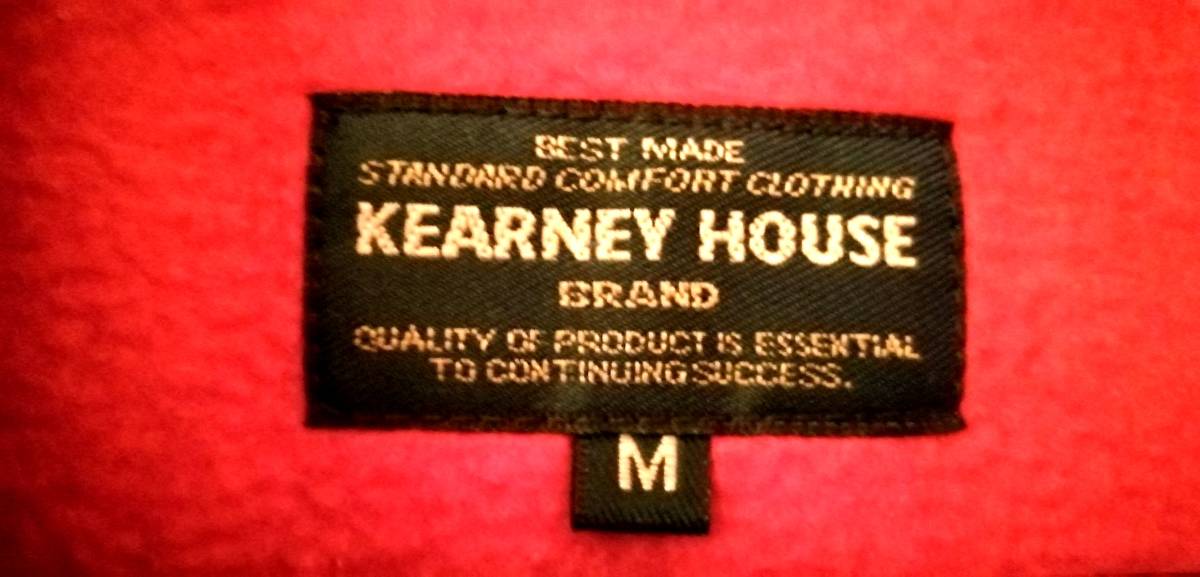 BEST MADE
STANDARD COMFORT CLOTHING
KEARNEY HOUSE
BRAND
QUALITY OF PRODUCT IS ESSENTIAL
TO CONTINUING SUCCESS.
M